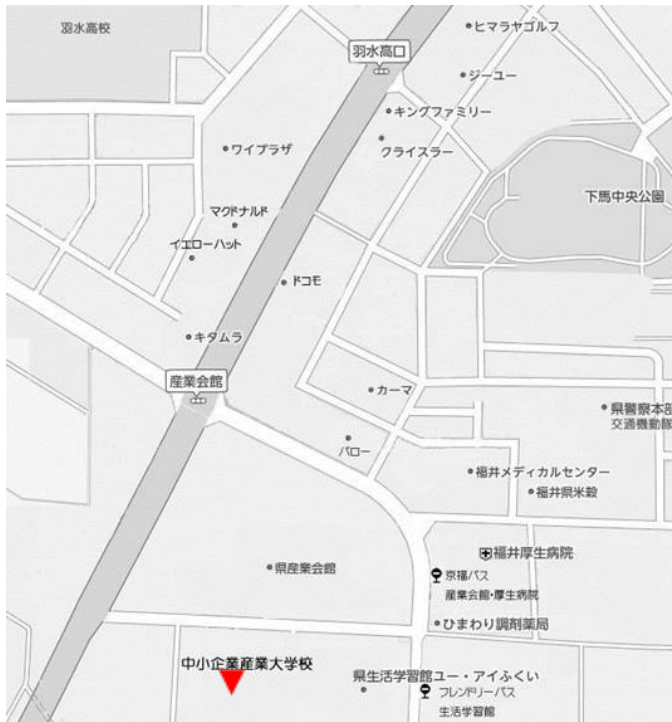 羽水高校
ヒマラヤゴルフ
羽水高口
ジーユー
キングファミリー
クライスラー
ワイプラザ
下馬中央公園
マクドナルド
イエローハット
ドコモ
キタムラ
産業会館
カーマ
県警察本部
交通機動隊
バロー
福井メディカルセンター
福井県米穀
福井厚生病院
県産業会館
京福バス
産業会館・厚生病院
ひまわり調剤薬局
中小企業産業大学校
県生活学習館ユー・アイふくい
フレンドリーバス
生活学習館